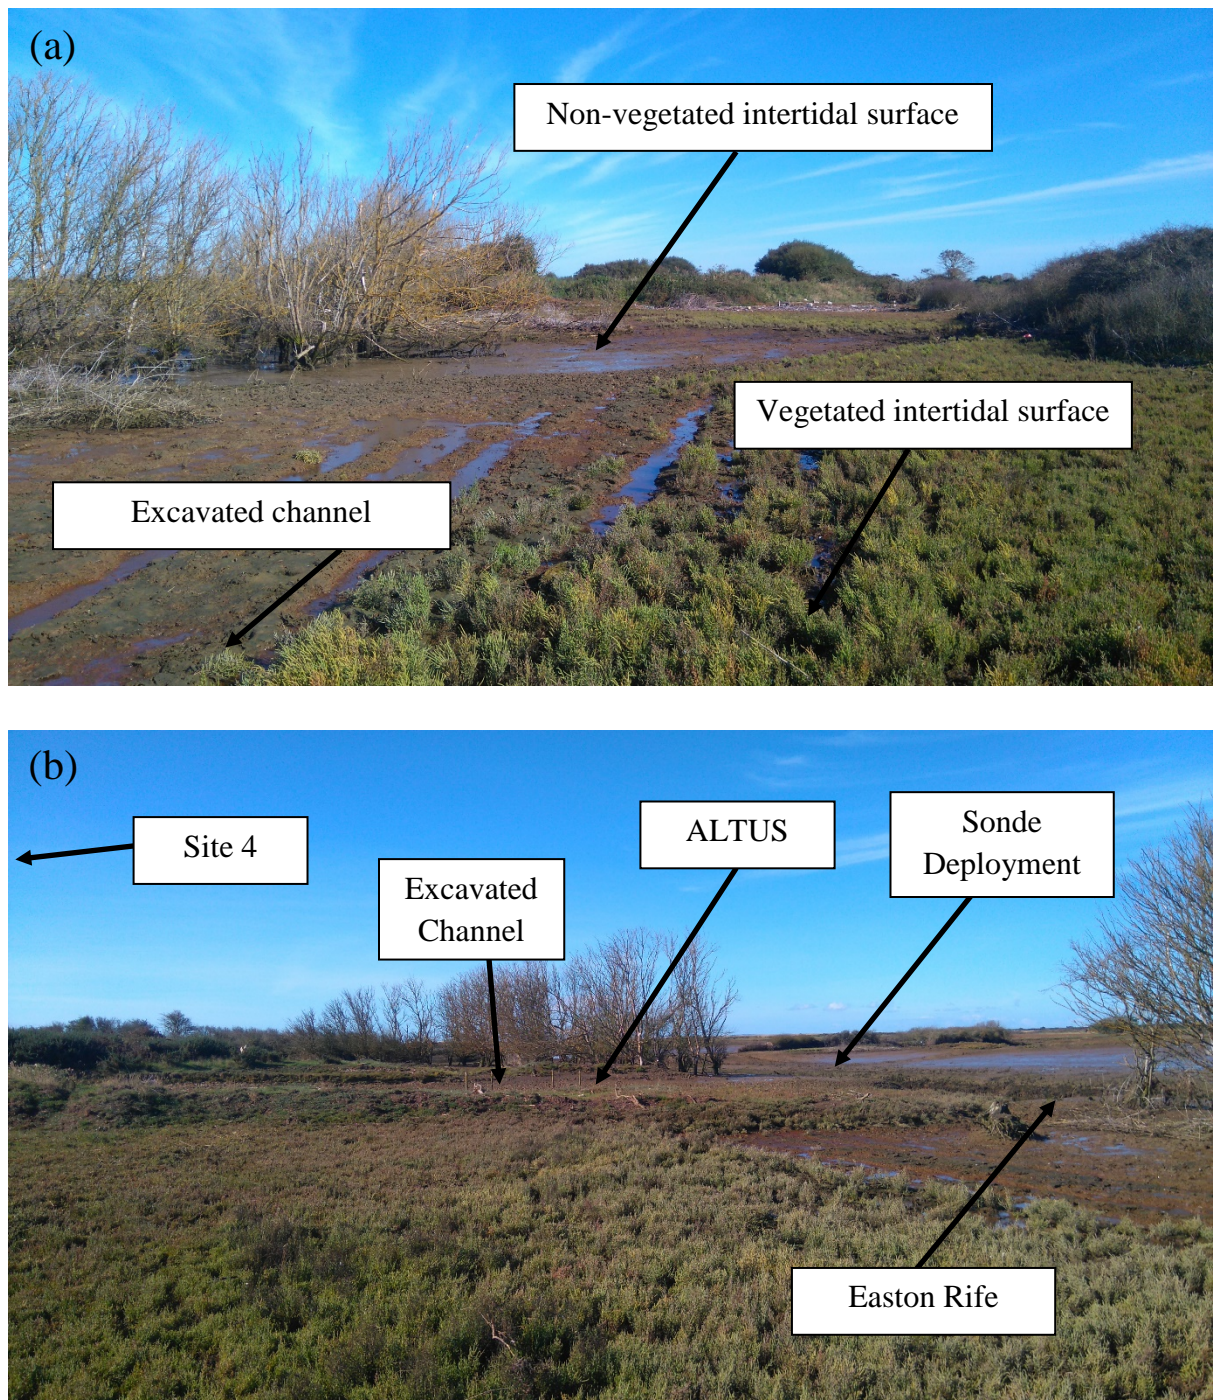 (a)
Non-vegetated intertidal surface
Vegetated intertidal surface
Excavated channel
(b)
Site 4
Excavated
Channel
ALTUS
Sonde
Deployment
Easton Rife